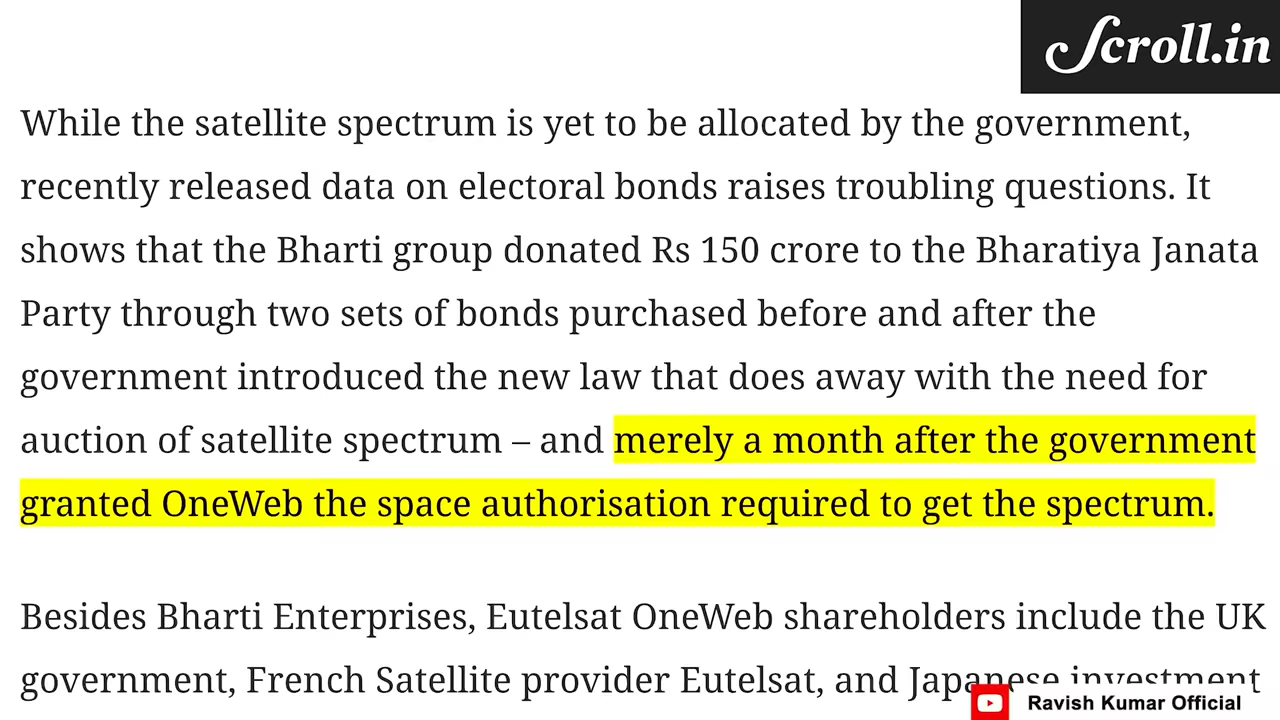 Scroll.in
While the satellite spectrum is yet to be allocated by the government,
recently released data on electoral bonds raises troubling questions. It
shows that the Bharti group donated Rs 150 crore to the Bharatiya Janata
Party through two sets of bonds purchased before and after the
government introduced the new law that does away with the need for
auction of satellite spectrum – and merely a month after the government
granted OneWeb the space authorisation required to get the spectrum.
Besides Bharti Enterprises, Eutelsat OneWeb shareholders include the UK
government, French Satellite provider Eutelsat, and Japanese investment
Ravish Kumar Official